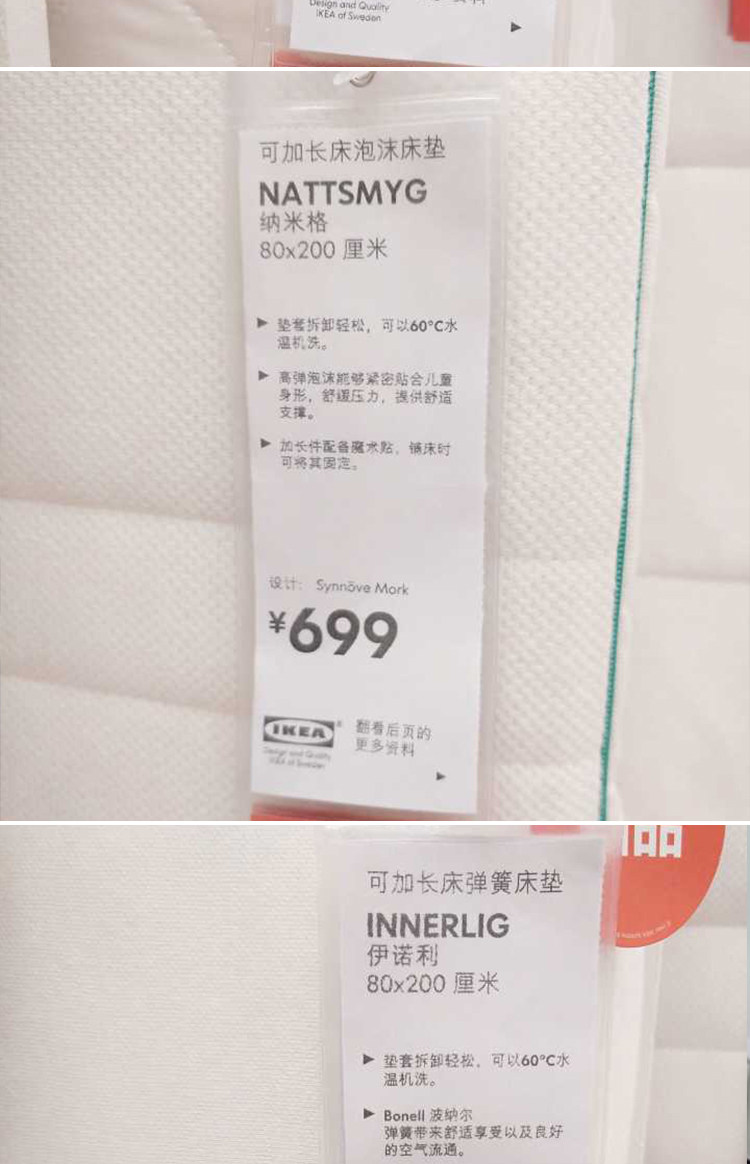 Design and Quality
IKEA of Sweden
可加长床泡沫床垫
NATTSMYG
纳米格
80x200 厘米
垫套拆卸轻松，可以60°C水
温机洗。
高弹泡沫能够紧密贴合儿童
身形，舒缓压力，提供舒适
支撑。
加长件配备魔术贴，铺床时
可将其固定。
设计: Synnöve Mork
¥699
IKEA®
翻看后页的
更多资料
Design and Quality
IKEA of Sweden
品
可加长床弹簧床垫
INNERLIG
伊诺利
80x200 厘米
垫套拆卸轻松，可以60°C水
温机洗。
Bonell 波纳尔
弹簧带来舒适享受以及良好
的空气流通。